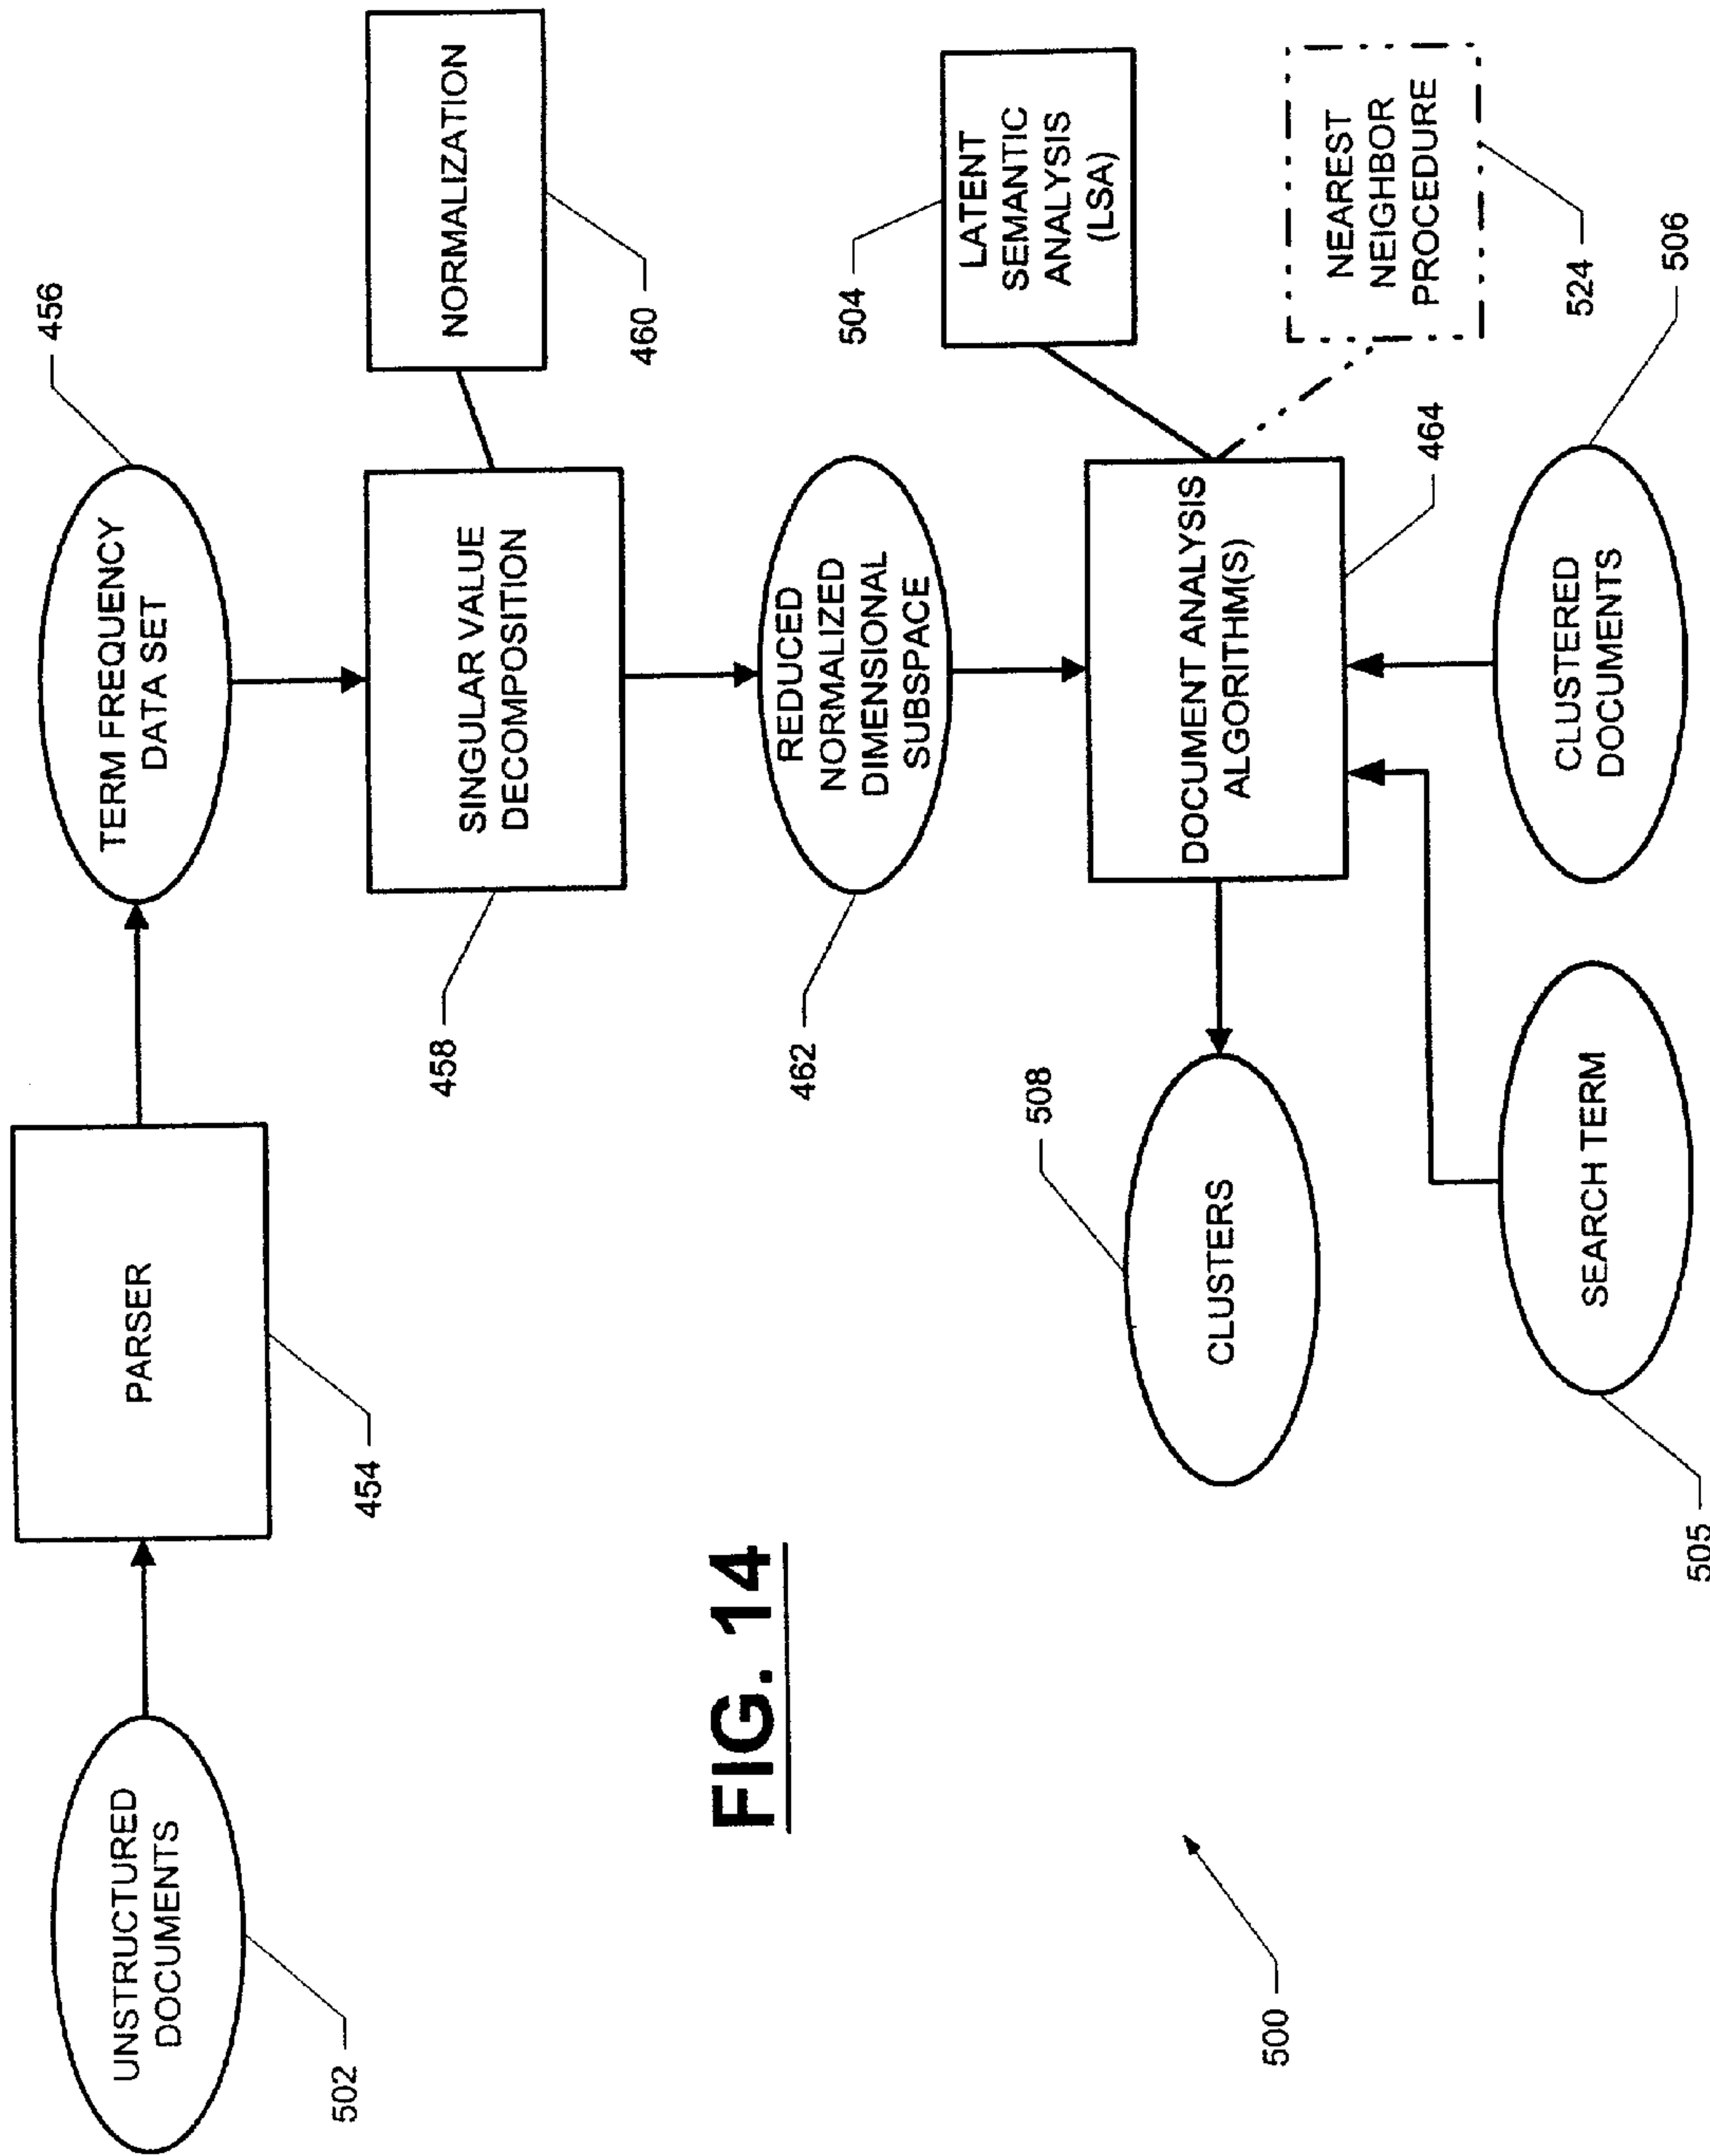 UNSTRUCTURED
DOCUMENTS
502
PARSER
454
TERM FREQUENCY
DATA SET
456
SINGULAR VALUE
DECOMPOSITION
458
NORMALIZATION
460
REDUCED
NORMALIZED
DIMENSIONAL
SUBSPACE
462
LATENT
SEMANTIC
ANALYSIS
(LSA)
504
DOCUMENT ANALYSIS
ALGORITHM(S)
464
NEAREST
NEIGHBOR
PROCEDURE
524
CLUSTERS
508
SEARCH TERM
505
CLUSTERED
DOCUMENTS
506
FIG. 14
500